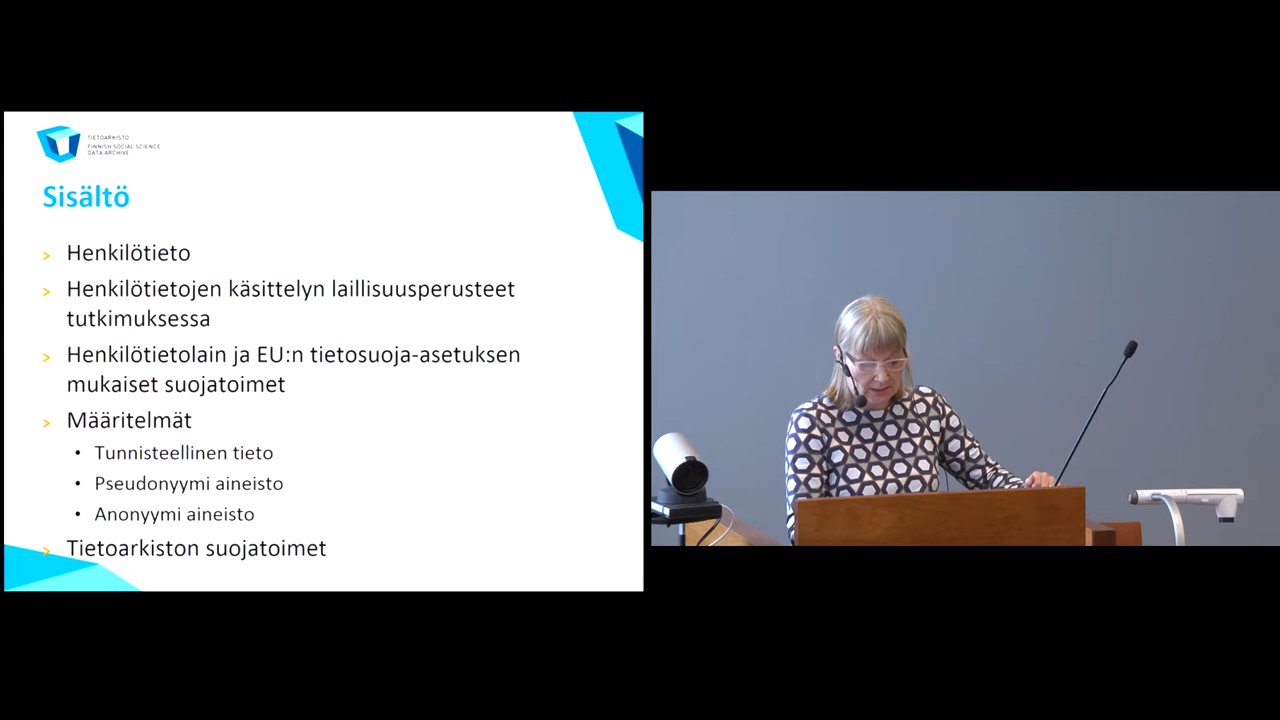 TIETOARKISTO
FINNISH SOCIAL SCIENCE
DATA ARCHIVE
Sisältö
> Henkilötieto
> Henkilötietojen käsittelyn laillisuusperusteet
tutkimuksessa
> Henkilötietolain ja EU:n tietosuoja-asetuksen
mukaiset suojatoimet
> Määritelmät
• Tunnisteellinen tieto
• Pseudonyymi aineisto
• Anonyymi aineisto
> Tietoarkiston suojatoimet